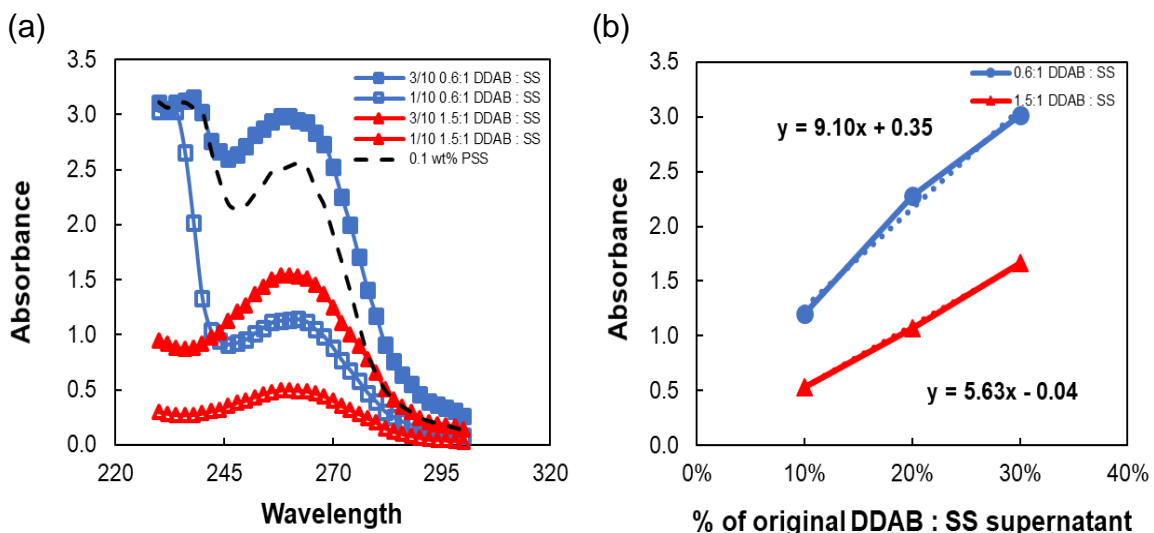 (a)
3.5
3.0
2.5
2.0
1.5
1.0
0.5
0.0
Absorbance
220 245 270 295 320
Wavelength
3/10 0.6:1 DDAB : SS
1/10 0.6:1 DDAB : SS
3/10 1.5:1 DDAB : SS
1/10 1.5:1 DDAB : SS
0.1 wt% PSS
(b)
3.5
3.0
2.5
2.0
1.5
1.0
0.5
0.0
Absorbance
0% 10% 20% 30% 40%
% of original DDAB : SS supernatant
0.6:1 DDAB : SS
1.5:1 DDAB : SS
y = 9.10x + 0.35
y = 5.63x - 0.04